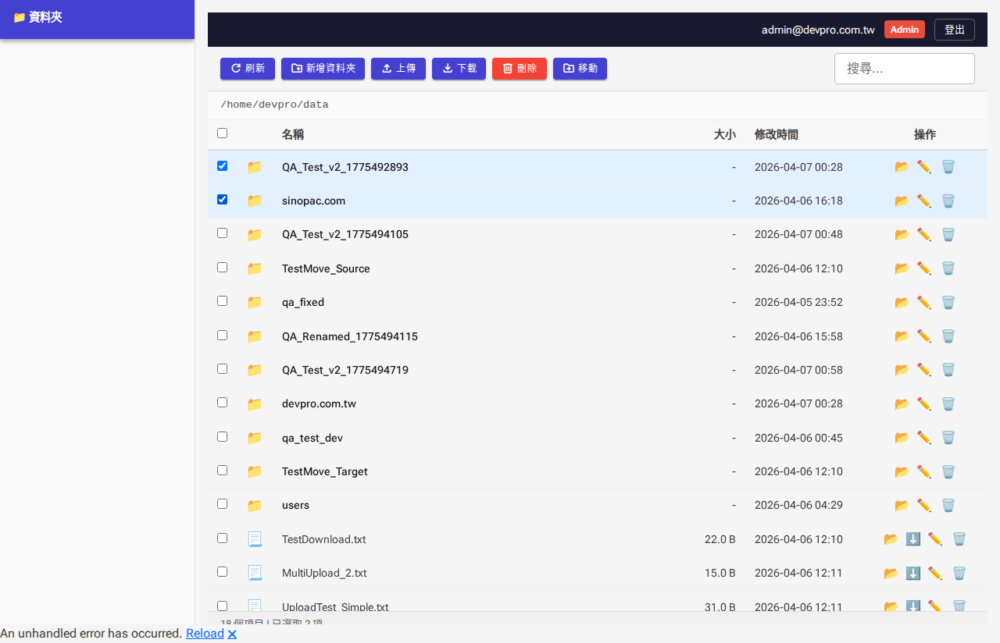 📁 資料夾
admin@devpro.com.tw Admin 登出
刷新 新增資料夾 上傳 下載 刪除 移動 搜尋...
/home/devpro/data
名稱 大小 修改時間 操作
QA_Test_v2_1775492893 - 2026-04-07 00:28
sinopac.com - 2026-04-06 16:18
QA_Test_v2_1775494105 - 2026-04-07 00:48
TestMove_Source - 2026-04-06 12:10
qa_fixed - 2026-04-05 23:52
QA_Renamed_1775494115 - 2026-04-06 15:58
QA_Test_v2_1775494719 - 2026-04-07 00:58
devpro.com.tw - 2026-04-07 00:28
qa_test_dev - 2026-04-06 00:45
TestMove_Target - 2026-04-06 12:10
users - 2026-04-06 04:29
TestDownload.txt 22.0 B 2026-04-06 12:10
MultiUpload_2.txt 15.0 B 2026-04-06 12:11
UploadTest_Simple.txt 31.0 B 2026-04-06 12:11
18 個項目 | 已選取 2 項
An unhandled error has occurred. Reload X